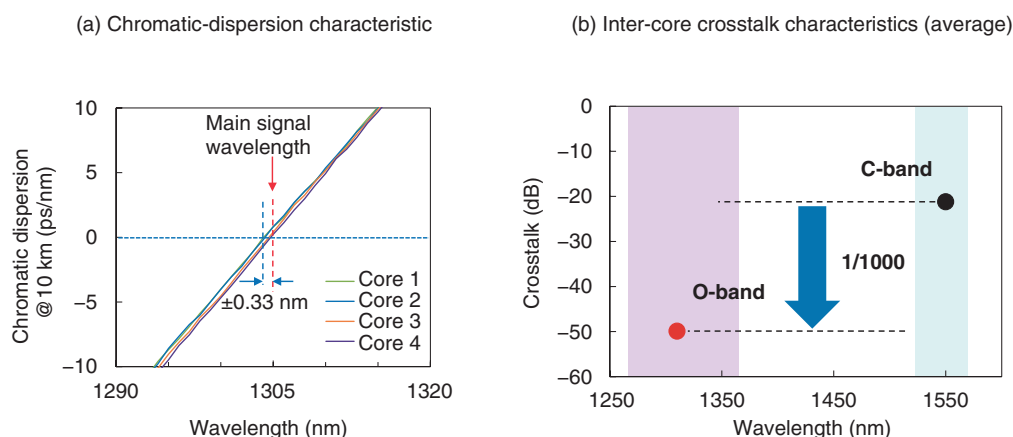 (a) Chromatic-dispersion characteristic
Chromatic dispersion
@10 km (ps/nm)
10
5
0
−5
−10
Main signal
wavelength
±0.33 nm
Core 1
Core 2
Core 3
Core 4
1290
1305
1320
Wavelength (nm)
(b) Inter-core crosstalk characteristics (average)
Crosstalk (dB)
0
−10
−20
−30
−40
−50
−60
C-band
1/1000
O-band
1250
1350
1450
1550
Wavelength (nm)